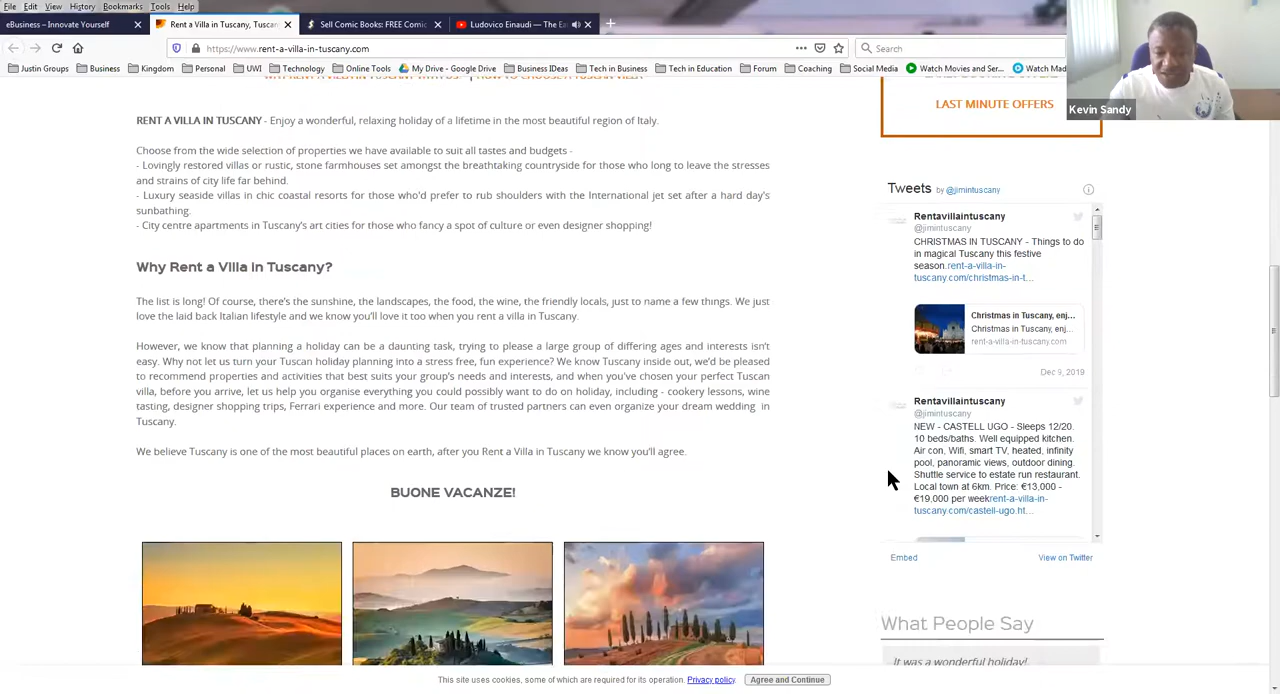 File Edit View History Bookmarks Tools Help
eBusiness – Innovate Yourself
Rent a Villa in Tuscany, Tuscan
Sell Comic Books: FREE Comic
Ludovico Einaudi — The Ea
https://www.rent-a-villa-in-tuscany.com
Search
Justin Groups Business Kingdom Personal UWI Technology Online Tools My Drive - Google Drive Business IDeas Tech in Business Tech in Education Forum Coaching Social Media Watch Movies and Ser... Watch Mad
Kevin Sandy
LAST MINUTE OFFERS
RENT A VILLA IN TUSCANY - Enjoy a wonderful, relaxing holiday of a lifetime in the most beautiful region of Italy.
Choose from the wide selection of properties we have available to suit all tastes and budgets -
- Lovingly restored villas or rustic, stone farmhouses set amongst the breathtaking countryside for those who long to leave the stresses
and strains of city life far behind.
- Luxury seaside villas in chic coastal resorts for those who'd prefer to rub shoulders with the International jet set after a hard day's
sunbathing.
- City centre apartments in Tuscany's art cities for those who fancy a spot of culture or even designer shopping!
Why Rent a Villa in Tuscany?
The list is long! Of course, there's the sunshine, the landscapes, the food, the wine, the friendly locals, just to name a few things. We just
love the laid back Italian lifestyle and we know you'll love it too when you rent a villa in Tuscany.
However, we know that planning a holiday can be a daunting task, trying to please a large group of differing ages and interests isn't
easy. Why not let us turn your Tuscan holiday planning into a stress free, fun experience? We know Tuscany inside out, we'd be pleased
to recommend properties and activities that best suits your group's needs and interests, and when you've chosen your perfect Tuscan
villa, before you arrive, let us help you organise everything you could possibly want to do on holiday, including - cookery lessons, wine
tasting, designer shopping trips, Ferrari experience and more. Our team of trusted partners can even organize your dream wedding in
Tuscany.
We believe Tuscany is one of the most beautiful places on earth, after you Rent a Villa in Tuscany we know you'll agree.
BUONE VACANZE!
Tweets by @jimintuscany
Rentavillaintuscany
@jimintuscany
CHRISTMAS IN TUSCANY - Things to do
in magical Tuscany this festive
season.rent-a-villa-in-
tuscany.com/christmas-in-t...
Christmas in Tuscany, enj...
Christmas in Tuscany, enj...
rent-a-villa-in-tuscany.com
Dec 9, 2019
Rentavillaintuscany
@jimintuscany
NEW - CASTELL UGO - Sleeps 12/20.
10 beds/baths. Well equipped kitchen.
Air con, Wifi, smart TV, heated, infinity
pool, panoramic views, outdoor dining.
Shuttle service to estate run restaurant.
Local town at 6km. Price: €13,000 -
€19,000 per weekrent-a-villa-in-
tuscany.com/castell-ugo.ht...
Embed
View on Twitter
What People Say
It was a wonderful holiday!
This site uses cookies, some of which are required for its operation. Privacy policy. Agree and Continue